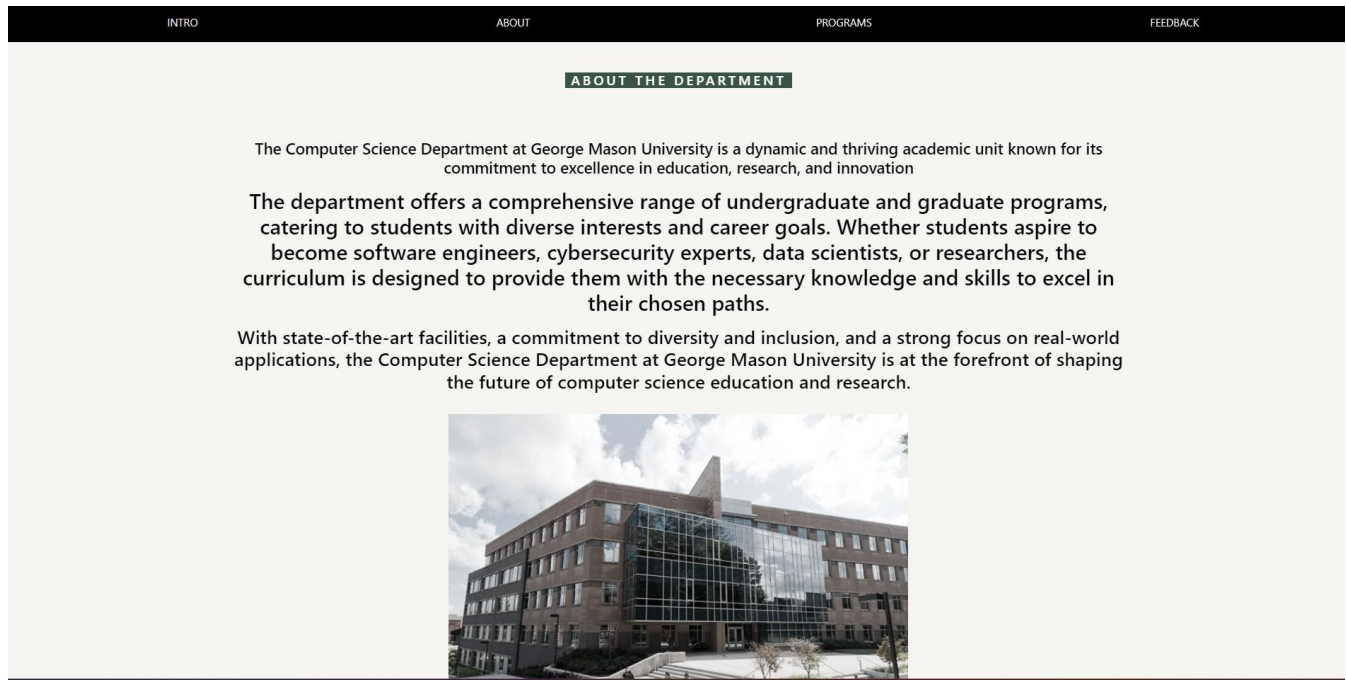 INTRO ABOUT PROGRAMS FEEDBACK
ABOUT THE DEPARTMENT
The Computer Science Department at George Mason University is a dynamic and thriving academic unit known for its
commitment to excellence in education, research, and innovation
The department offers a comprehensive range of undergraduate and graduate programs,
catering to students with diverse interests and career goals. Whether students aspire to
become software engineers, cybersecurity experts, data scientists, or researchers, the
curriculum is designed to provide them with the necessary knowledge and skills to excel in
their chosen paths.
With state-of-the-art facilities, a commitment to diversity and inclusion, and a strong focus on real-world
applications, the Computer Science Department at George Mason University is at the forefront of shaping
the future of computer science education and research.